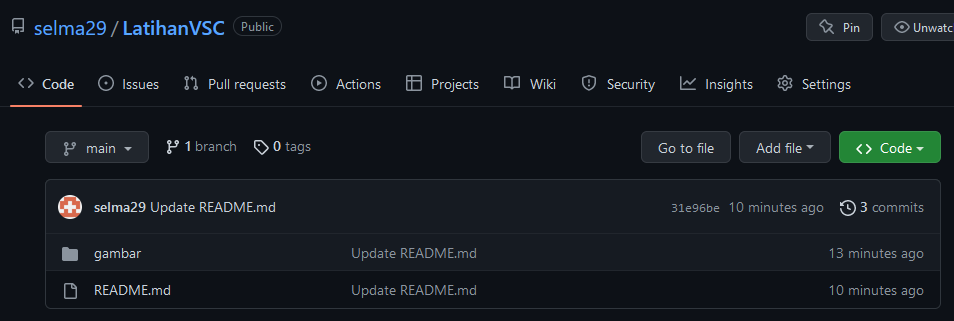 selma29 / LatihanVSC Public Pin Unwatc
Code Issues Pull requests Actions Projects Wiki Security Insights Settings
main 1 branch 0 tags Go to file Add file Code
selma29 Update README.md 31e96be 10 minutes ago 3 commits
gambar Update README.md 13 minutes ago
README.md Update README.md 10 minutes ago